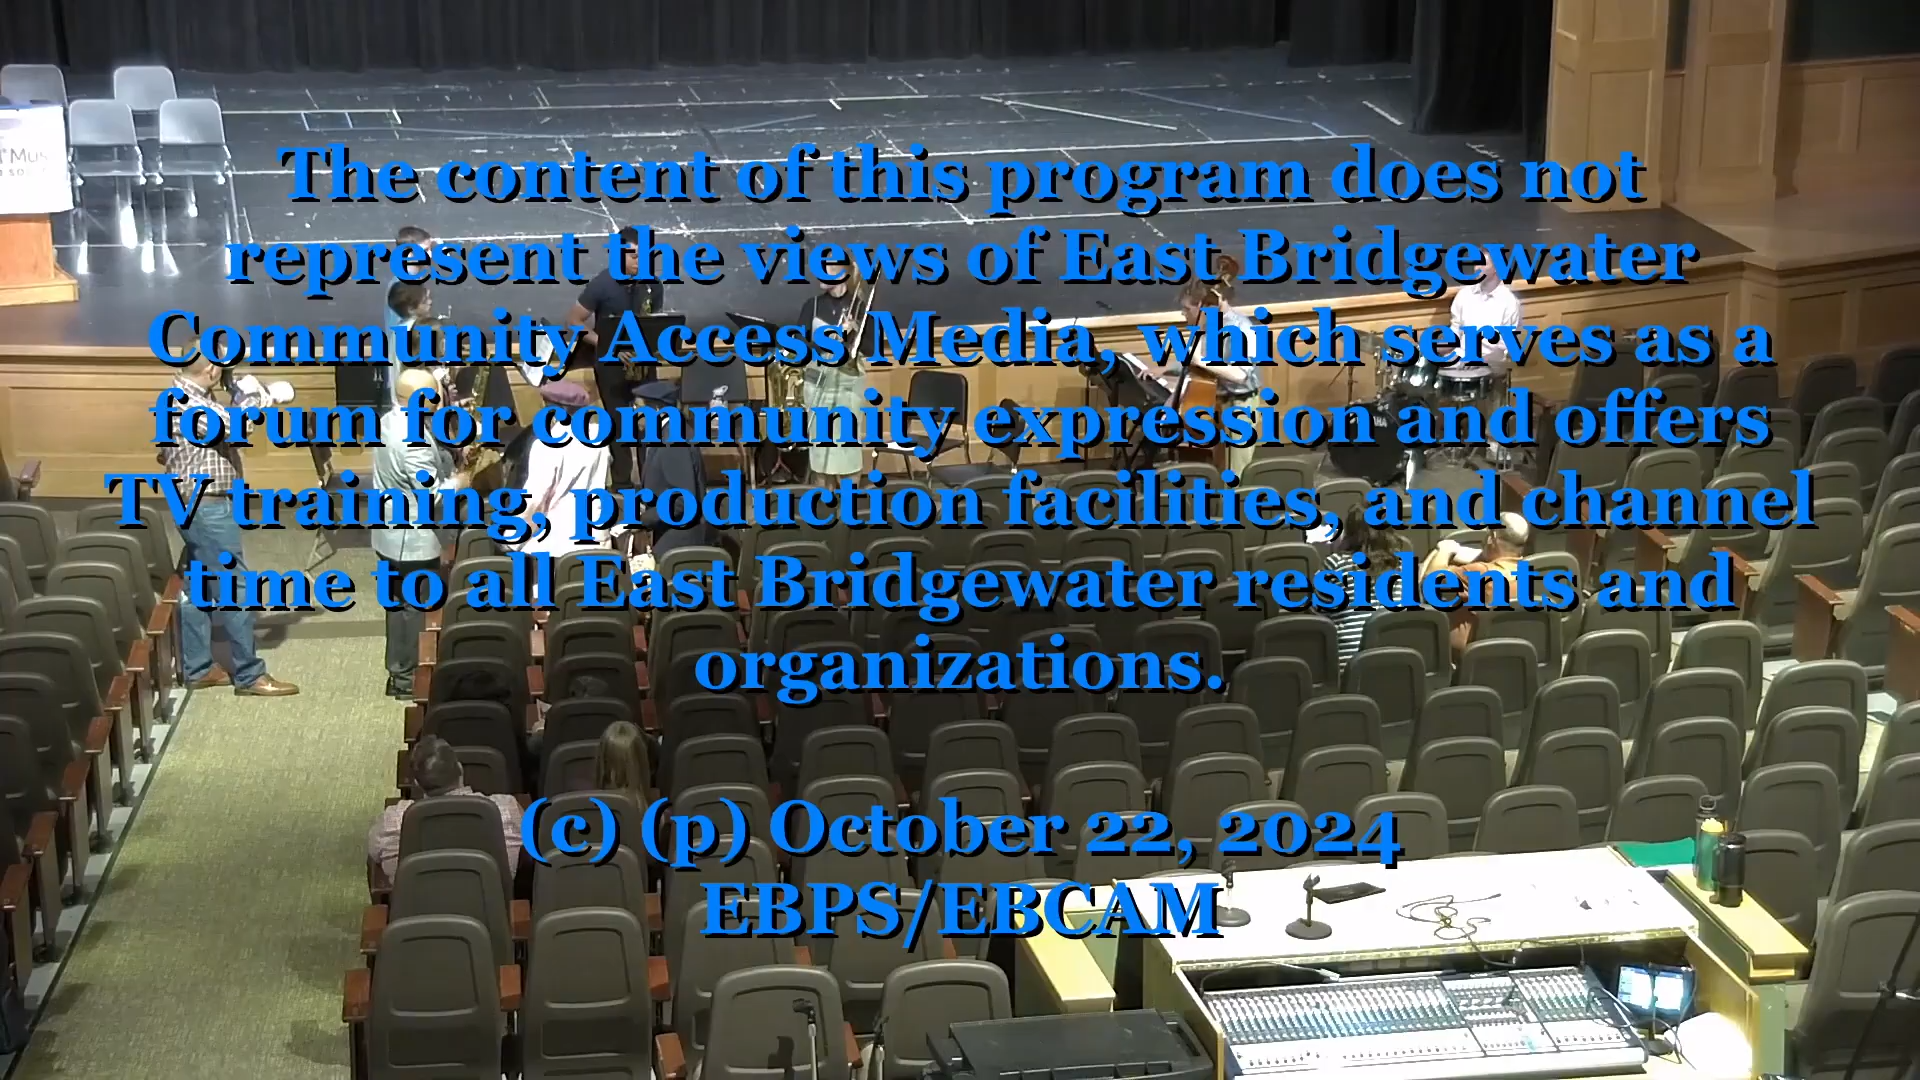 Mus
The content of this program does not
represent the views of East Bridgewater
Community Access Media, which serves as a
forum for community expression and offers
TV training, production facilities, and channel
time to all East Bridgewater residents and
organizations.
(c) (p) October 22, 2024
EBPS/EBCAM